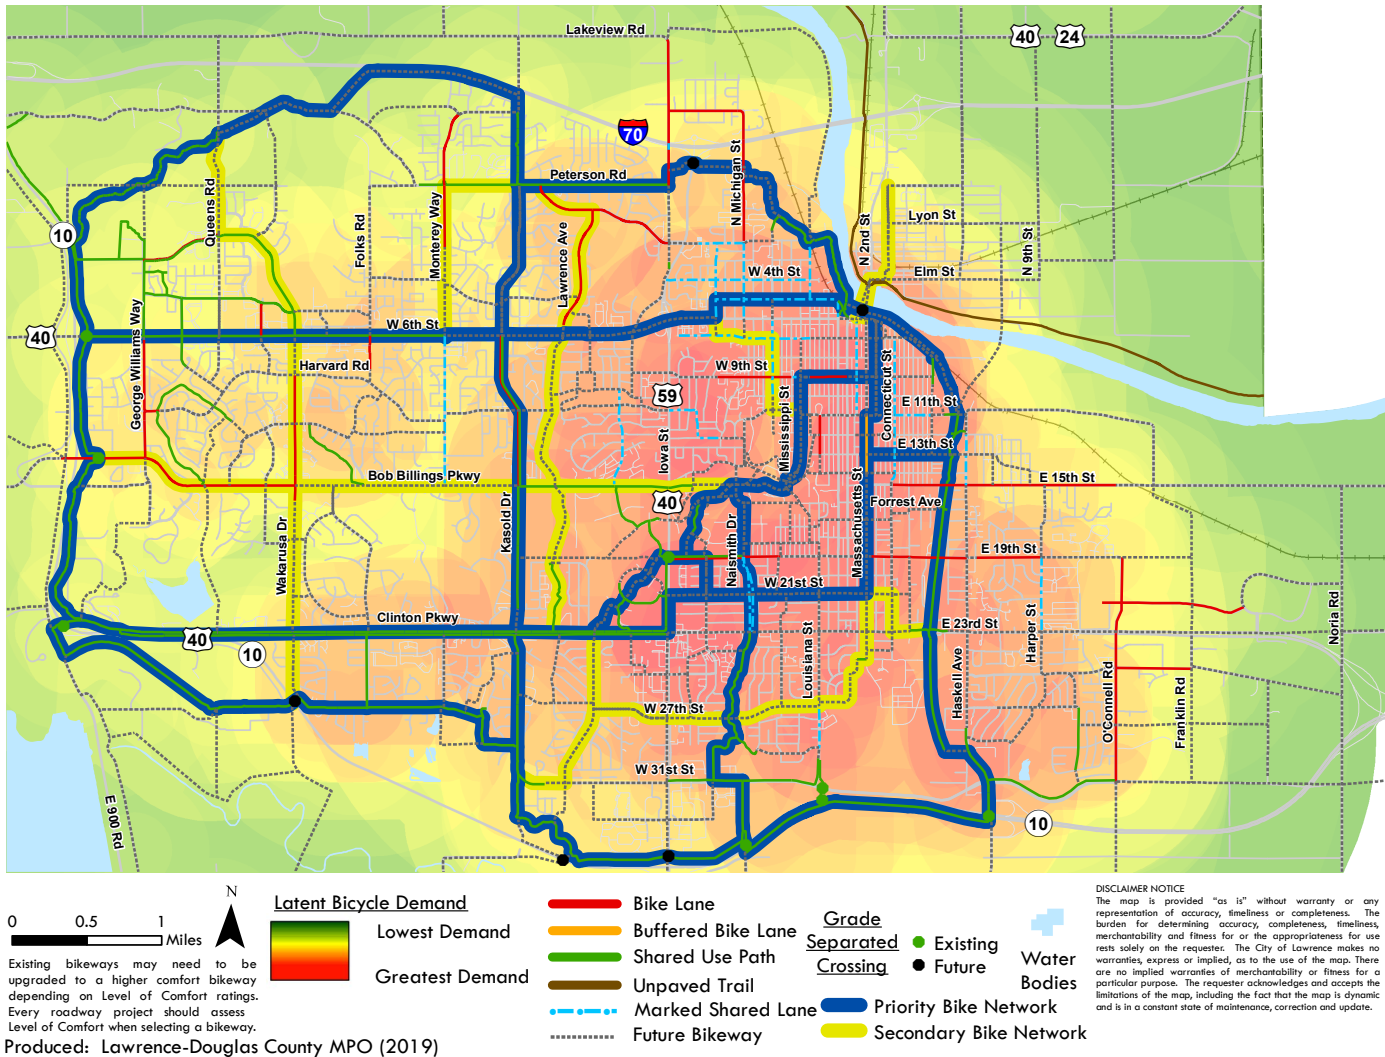 Lakeview Rd
40
24
70
N Michigan St
Peterson Rd
Queens Rd
Folks Rd
Monterey Way
Lawrence Ave
N 2nd St
Lyon St
N 9th St
10
W 4th St
Elm St
George Williams Way
W 6th St
40
Harvard Rd
W 9th St
59
Connecticut St
E 11th St
Iowa St
Mississippi St
E 13th St
Bob Billings Pkwy
40
Massachusetts St
E 15th St
Forrest Ave
Kasold Dr
Wakarusa Dr
Naismith Dr
E 19th St
W 21st St
Clinton Pkwy
40
10
E 23rd St
Louisiana St
Harper St
Noria Rd
Haskell Ave
O'Connell Rd
Franklin Rd
W 27th St
W 31st St
E 900 Rd
10
0 0.5 1
Miles
N
Existing bikeways may need to be
upgraded to a higher comfort bikeway
depending on Level of Comfort ratings.
Every roadway project should assess
Level of Comfort when selecting a bikeway.
Produced: Lawrence-Douglas County MPO (2019)
Latent Bicycle Demand
Lowest Demand
Greatest Demand
Bike Lane
Buffered Bike Lane
Shared Use Path
Unpaved Trail
Marked Shared Lane
Future Bikeway
Grade
Separated
Crossing
Existing
Future
Priority Bike Network
Secondary Bike Network
Water
Bodies
DISCLAIMER NOTICE
The map is provided "as is" without warranty or any
representation of accuracy, timeliness or completeness. The
burden for determining accuracy, completeness, timeliness,
merchantability and fitness for or the appropriateness for use
rests solely on the requester. The City of Lawrence makes no
warranties, express or implied, as to the use of the map. There
are no implied warranties of merchantability or fitness for a
particular purpose. The requester acknowledges and accepts the
limitations of the map, including the fact that the map is dynamic
and is in a constant state of maintenance, correction and update.